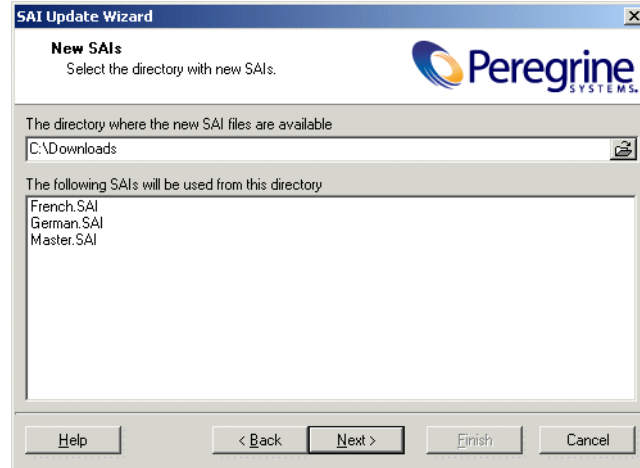 SAI Update Wizard
New SAIs
Select the directory with new SAIs.
Peregrine
SYSTEMS
The directory where the new SAI files are available
C:\Downloads
The following SAIs will be used from this directory
French.SAI
German.SAI
Master.SAI
Help
< Back
Next >
Finish
Cancel